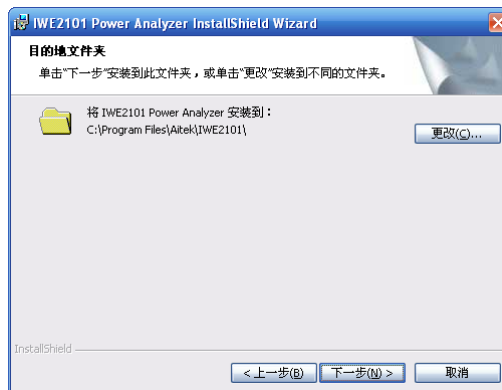 IWE2101 Power Analyzer InstallShield Wizard
目的地文件夹
单击“下一步”安装到此文件夹，或单击“更改”安装到不同的文件夹。
将 IWE2101 Power Analyzer 安装到：
C:\Program Files\Aitek\IWE2101\
更改(C)...
InstallShield
< 上一步(B)
下一步(N) >
取消